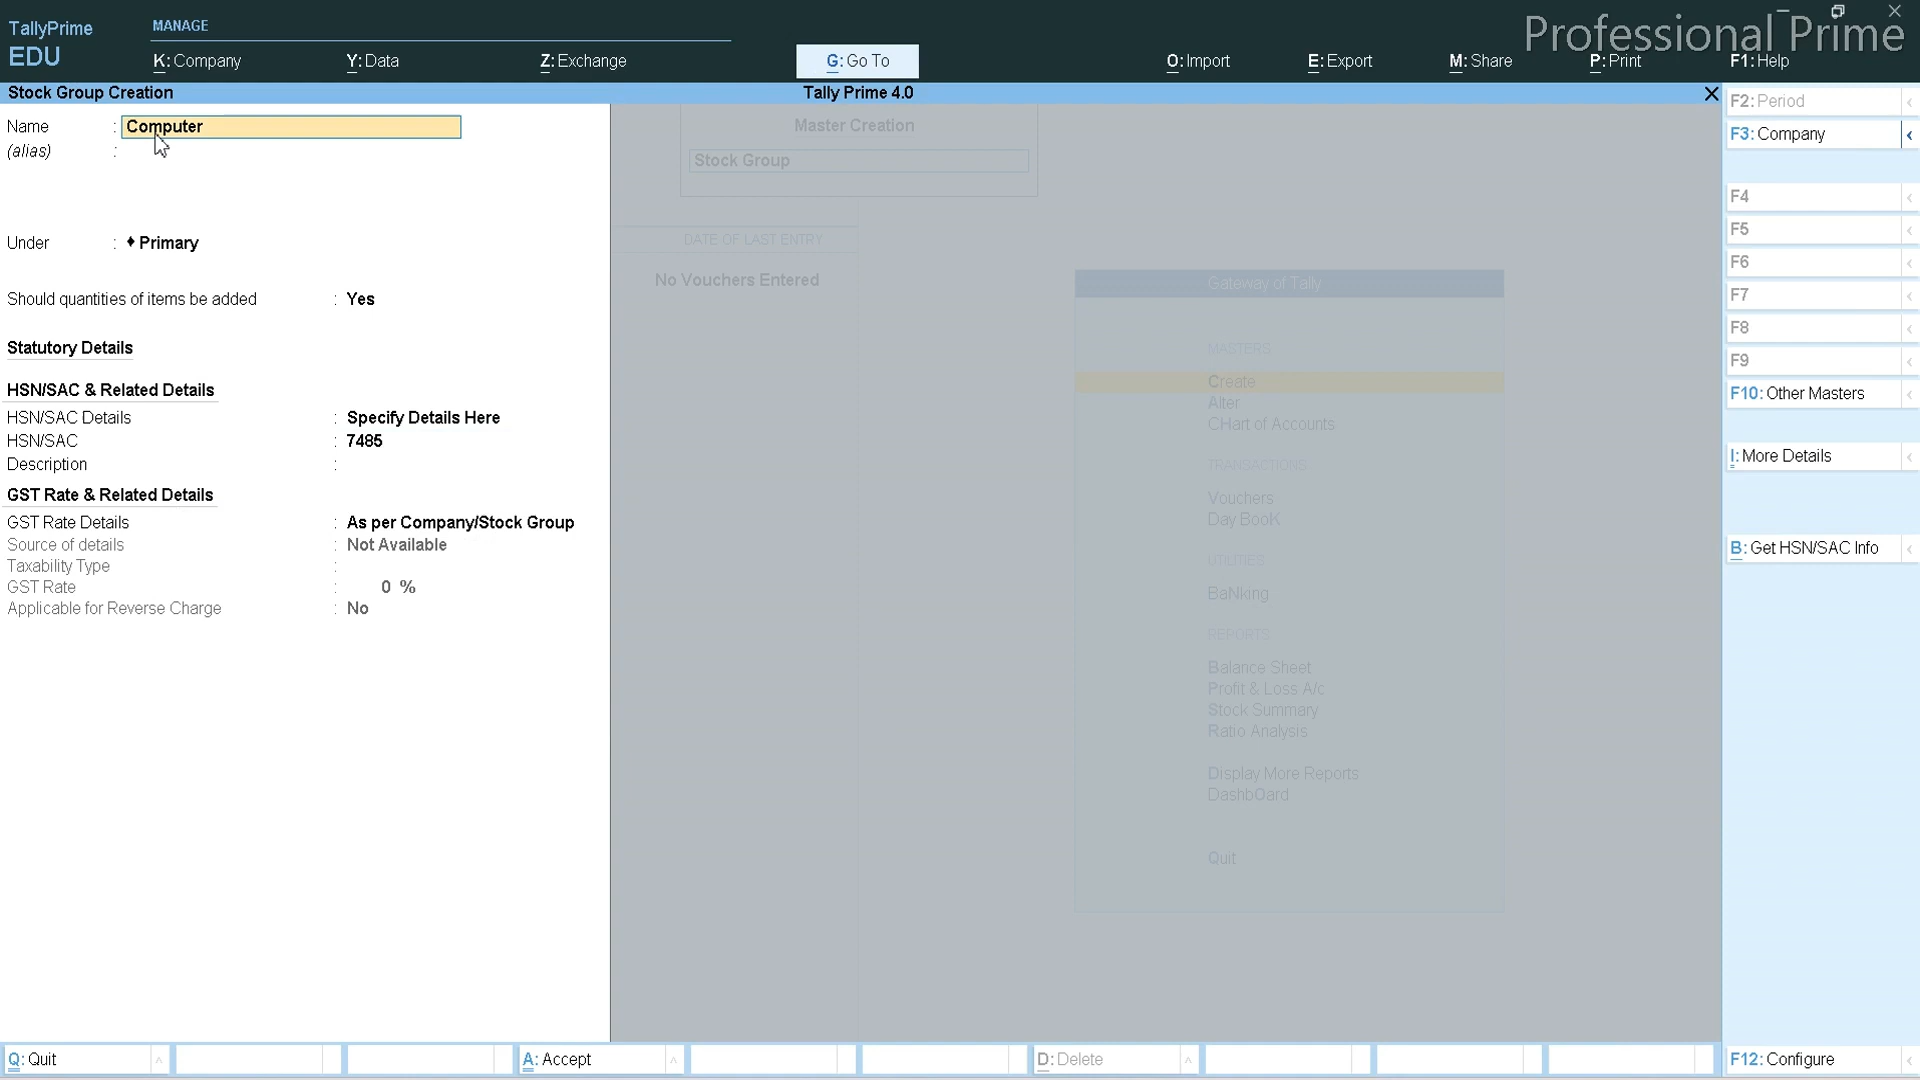 TallyPrime
EDU
MANAGE
K: Company
Y: Data
Z: Exchange
G: Go To
O: Import
E: Export
M: Share
P: Print
F1: Help
Professional Prime
Stock Group Creation
Tally Prime 4.0
Name : Computer
(alias) :
Under : ♦ Primary
Should quantities of items be added : Yes
Statutory Details
HSN/SAC & Related Details
HSN/SAC Details : Specify Details Here
HSN/SAC : 7485
Description :
GST Rate & Related Details
GST Rate Details : As per Company/Stock Group
Source of details : Not Available
Taxability Type :
GST Rate : 0 %
Applicable for Reverse Charge : No
Master Creation
Stock Group
DATE OF LAST ENTRY
No Vouchers Entered
Gateway of Tally
MASTERS
Create
Alter
CHart of Accounts
TRANSACTIONS
Vouchers
Day BooK
UTILITIES
BaNking
REPORTS
Balance Sheet
Profit & Loss A/c
Stock Summary
Ratio Analysis
Display More Reports
DashbOard
Quit
F2: Period
F3: Company
F4
F5
F6
F7
F8
F9
F10: Other Masters
I: More Details
B: Get HSN/SAC Info
Q: Quit
A: Accept
D: Delete
F12: Configure